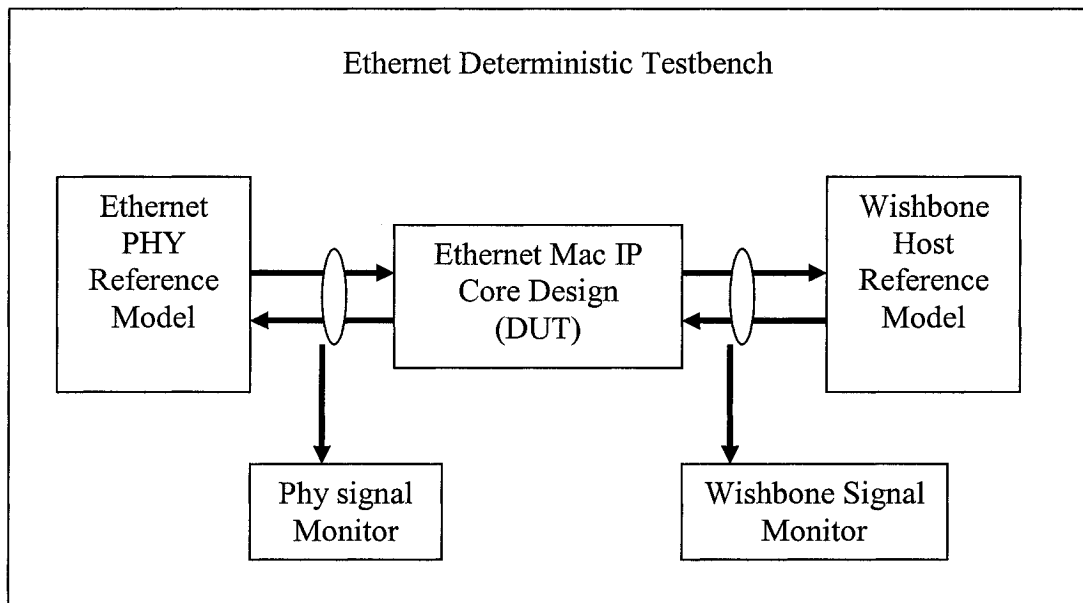 Ethernet Deterministic Testbench
Ethernet
PHY
Reference
Model
Ethernet Mac IP
Core Design
(DUT)
Wishbone
Host
Reference
Model
Phy signal
Monitor
Wishbone Signal
Monitor